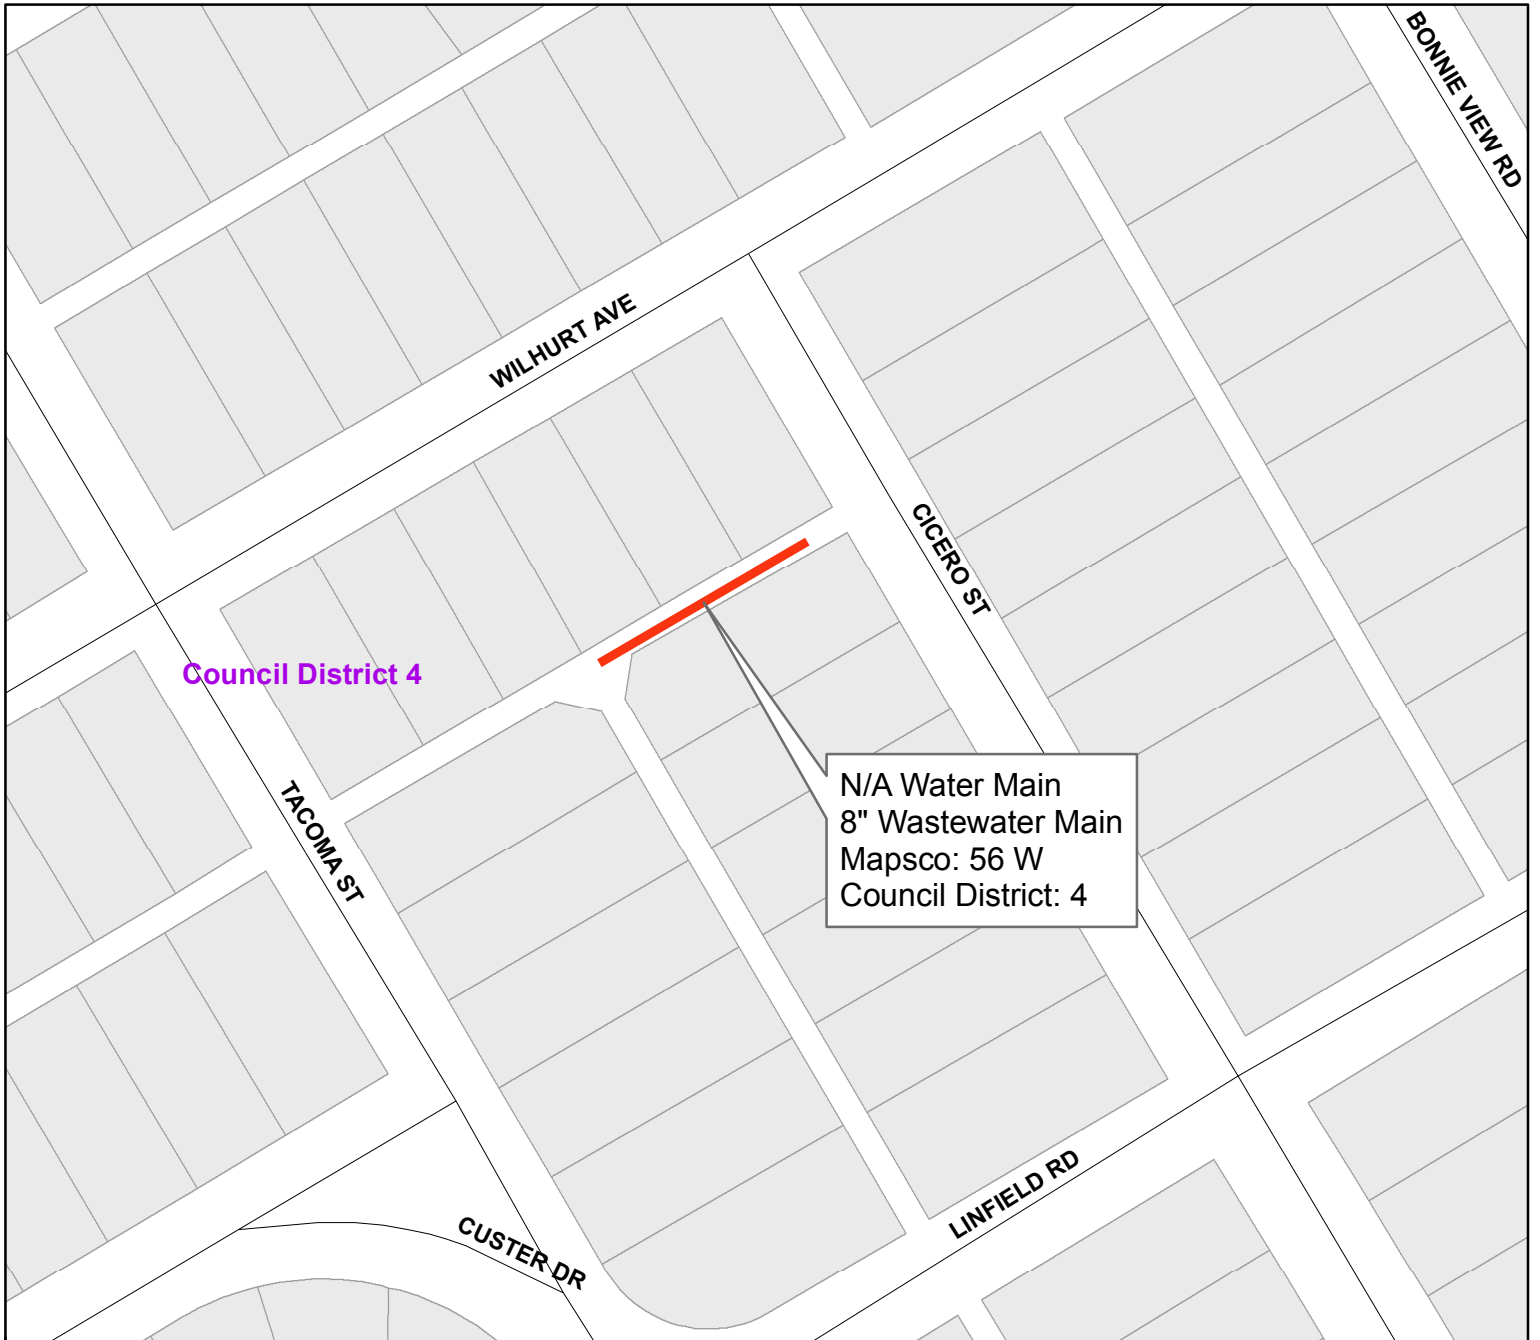 BONNIE VIEW RD
WILHURT AVE
CICERO ST
Council District 4
TACOMA ST
N/A Water Main
8" Wastewater Main
Mapsco: 56 W
Council District: 4
LINFIELD RD
CUSTER DR